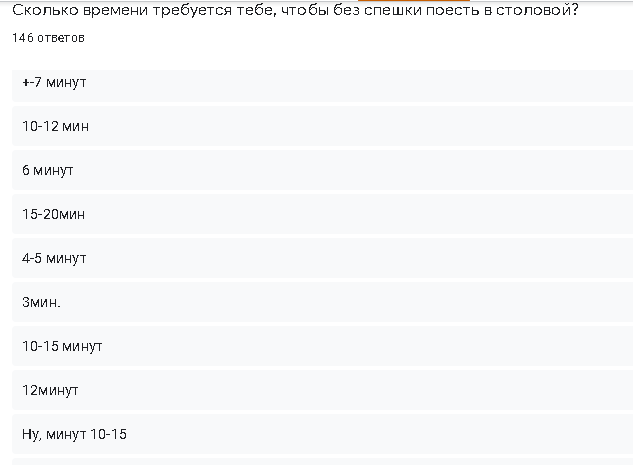 Сколько времени требуется тебе, чтобы без спешки поесть в столовой?
146 ответов
+-7 минут
10-12 мин
6 минут
15-20мин
4-5 минут
3мин.
10-15 минут
12минут
Ну, минут 10-15